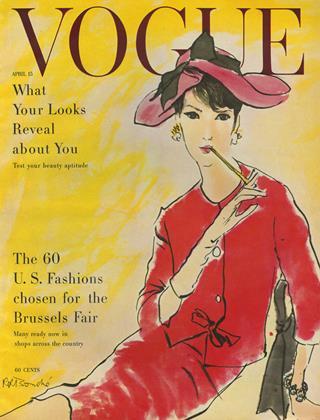 VOGUE
APRIL 15
What
Your Looks
Reveal
about You
Test your beauty aptitude
The 60
U. S. Fashions
chosen for the
Brussels Fair
Many ready now in
shops across the country
60 CENTS